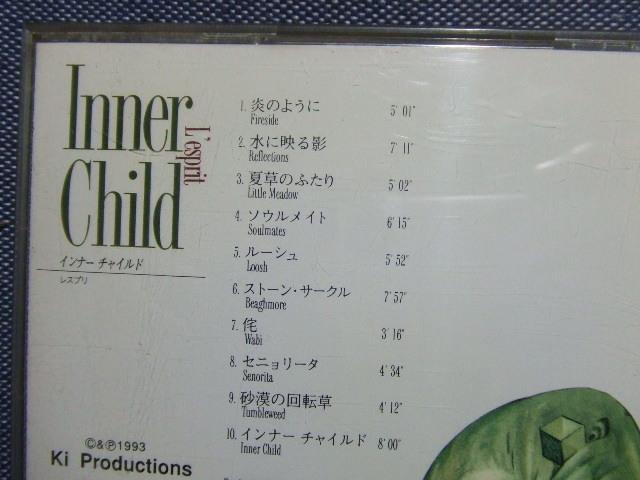 Inner
L'esprit
Child
インナー チャイルド
レスプリ
1. 炎のように 5' 01"
Fireside
2. 水に映る影 7' 11"
Reflections
3. 夏草のふたり 5' 02"
Little Meadow
4. ソウルメイト 6' 15"
Soulmates
5. ルーシュ 5' 52"
Loosh
6. ストーン・サークル 7' 57"
Beaghmore
7. 侘 3' 16"
Wabi
8. セニョリータ 4' 34"
Senorita
9. 砂漠の回転草 4' 12"
Tumbleweed
10. インナー チャイルド 8' 00"
Inner Child
©&℗1993
Ki Productions